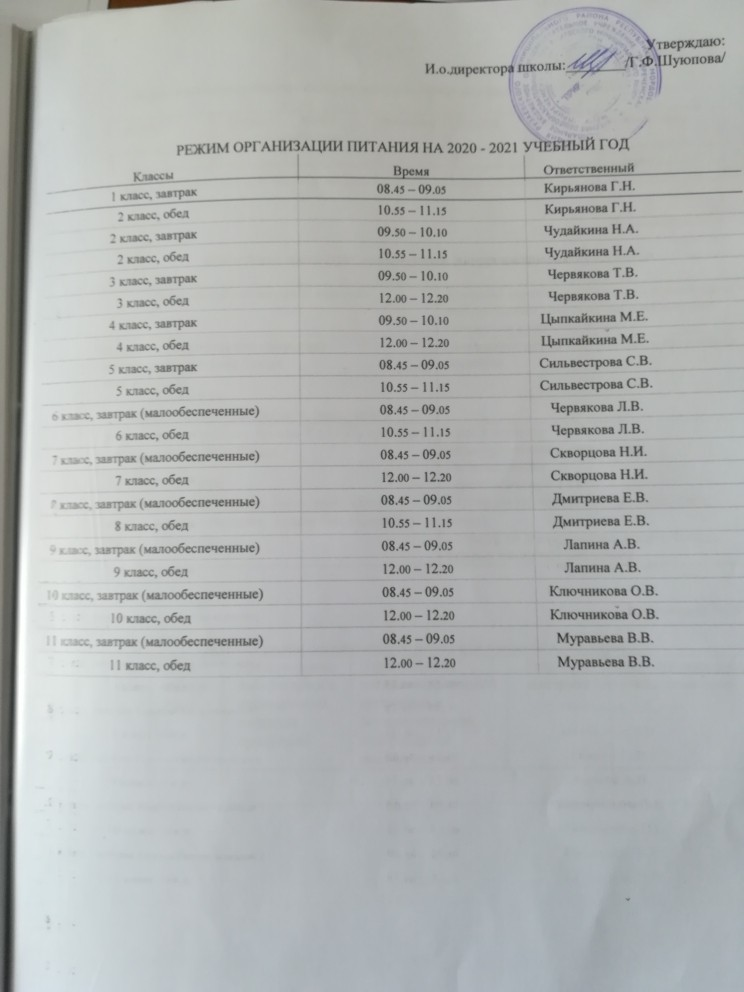 Утверждаю:
И.о.директора школы: /Г.Ф.Шуюпова/
РЕЖИМ ОРГАНИЗАЦИИ ПИТАНИЯ НА 2020 - 2021 УЧЕБНЫЙ ГОД
Классы Время Ответственный
1 класс, завтрак 08.45 – 09.05 Кирьянова Г.Н.
2 класс, обед 10.55 – 11.15 Кирьянова Г.Н.
2 класс, завтрак 09.50 – 10.10 Чудайкина Н.А.
2 класс, обед 10.55 – 11.15 Чудайкина Н.А.
3 класс, завтрак 09.50 – 10.10 Червякова Т.В.
3 класс, обед 12.00 – 12.20 Червякова Т.В.
4 класс, завтрак 09.50 – 10.10 Цыпкайкина М.Е.
4 класс, обед 12.00 – 12.20 Цыпкайкина М.Е.
5 класс, завтрак 08.45 – 09.05 Сильвестрова С.В.
5 класс, обед 10.55 – 11.15 Сильвестрова С.В.
6 класс, завтрак (малообеспеченные) 08.45 – 09.05 Червякова Л.В.
6 класс, обед 10.55 – 11.15 Червякова Л.В.
7 класс, завтрак (малообеспеченные) 08.45 – 09.05 Скворцова Н.И.
7 класс, обед 12.00 – 12.20 Скворцова Н.И.
класс, завтрак (малообеспеченные) 08.45 – 09.05 Дмитриева Е.В.
8 класс, обед 10.55 – 11.15 Дмитриева Е.В.
9 класс, завтрак (малообеспеченные) 08.45 – 09.05 Лапина А.В.
9 класс, обед 12.00 – 12.20 Лапина А.В.
10 класс, завтрак (малообеспеченные) 08.45 – 09.05 Ключникова О.В.
10 класс, обед 12.00 – 12.20 Ключникова О.В.
11 класс, завтрак (малообеспеченные) 08.45 – 09.05 Муравьева В.В.
11 класс, обед 12.00 – 12.20 Муравьева В.В.